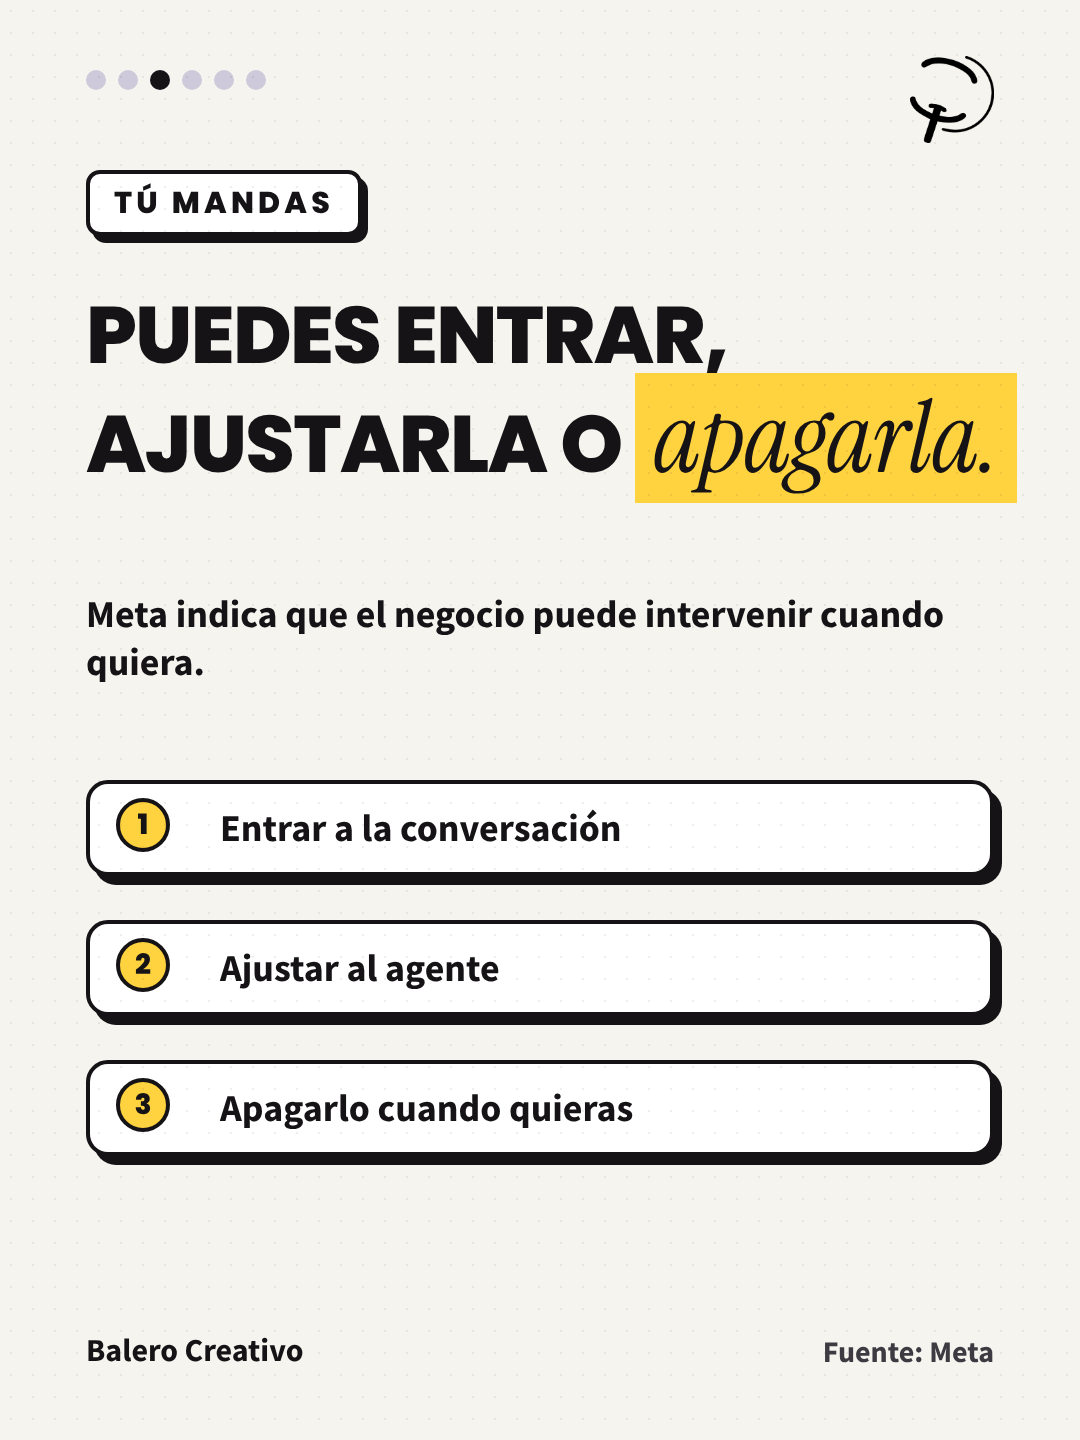 TÚ MANDAS
PUEDES ENTRAR,
AJUSTARLA O apagarla.
Meta indica que el negocio puede intervenir cuando
quiera.
1 Entrar a la conversación
2 Ajustar al agente
3 Apagarlo cuando quieras
Balero Creativo
Fuente: Meta